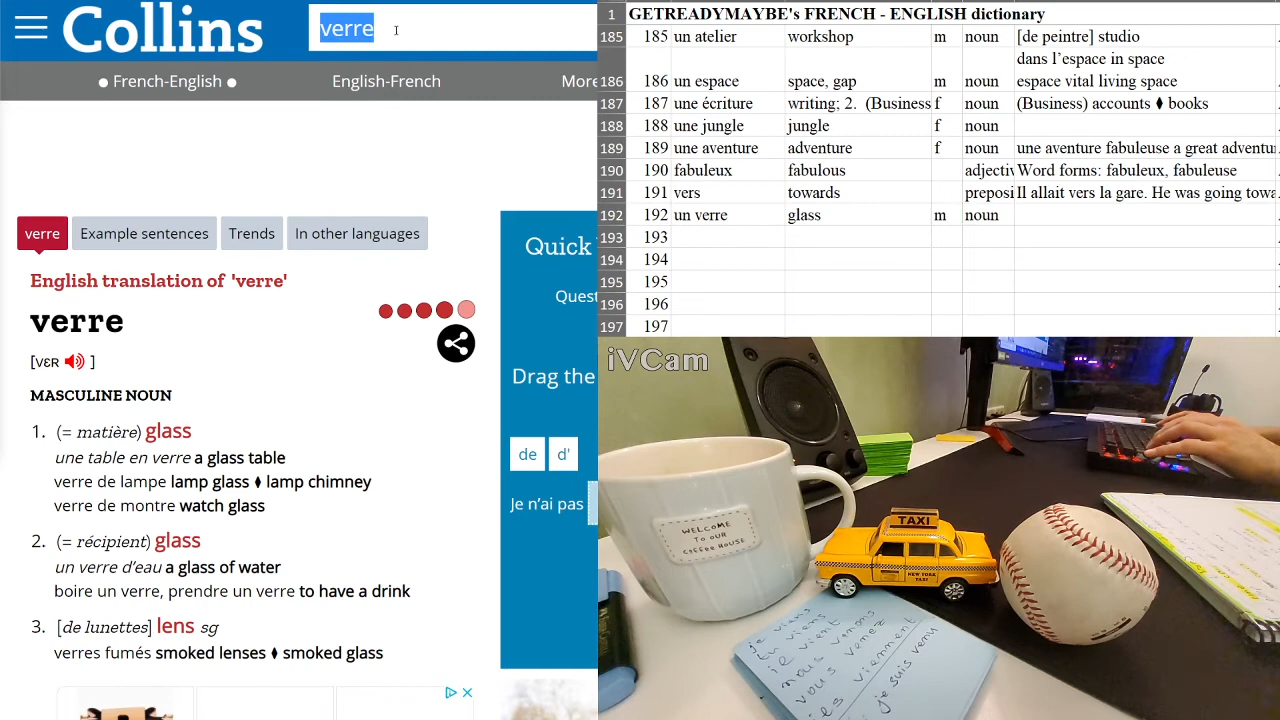 Collins
verre
French-English
English-French
More
verre
Example sentences
Trends
In other languages
English translation of 'verre'
verre
[vɛʀ ]
MASCULINE NOUN
1. (= matière) glass
une table en verre a glass table
verre de lampe lamp glass ♦ lamp chimney
verre de montre watch glass
2. (= récipient) glass
un verre d’eau a glass of water
boire un verre, prendre un verre to have a drink
3. [de lunettes] lens sg
verres fumés smoked lenses ♦ smoked glass
Quick
Quest
Drag the
de d'
Je n’ai pas
1 GETREADYMAYBE's FRENCH - ENGLISH dictionary
185 185 un atelier workshop m noun [de peintre] studio
dans l’espace in space
186 186 un espace space, gap m noun espace vital living space
187 187 une écriture writing; 2. (Business f noun (Business) accounts ♦ books
188 188 une jungle jungle f noun
189 189 une aventure adventure f noun une aventure fabuleuse a great adventu
190 190 fabuleux fabulous adjectiv Word forms: fabuleux, fabuleuse
191 191 vers towards preposi Il allait vers la gare. He was going towa
192 192 un verre glass m noun
193 193
194 194
195 195
196 196
197 197
iVCam
WELCOME
TO OUR
COFFEE HOUSE
TAXI
NEW YORK
TAXI
je viens
tu viens
il vient
nous venons
vous venez
ils viennent
je suis venu